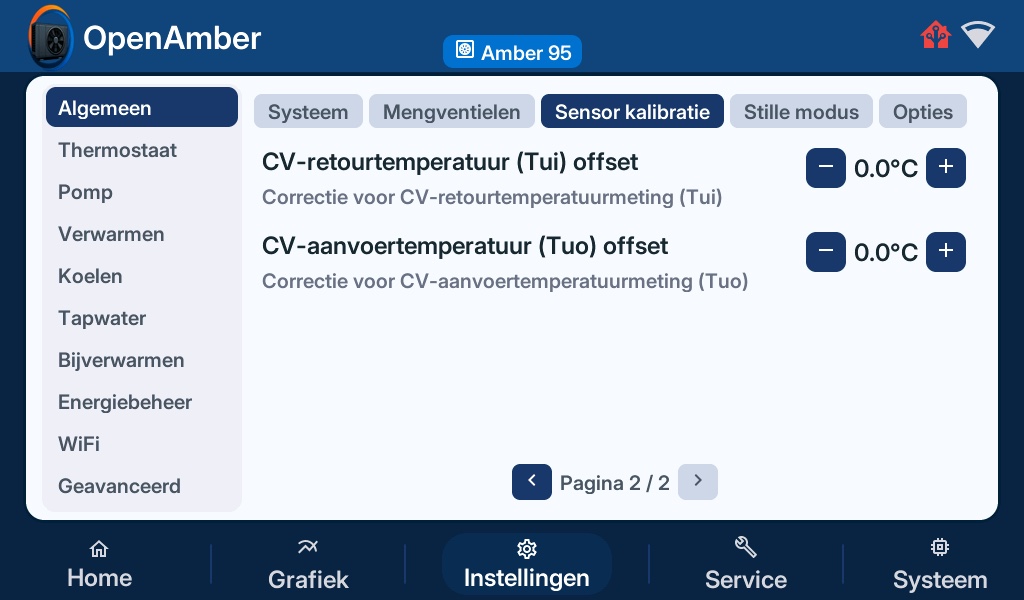 OpenAmber
Amber 95
Algemeen
Thermostaat
Pomp
Verwarmen
Koelen
Tapwater
Bijverwarmen
Energiebeheer
WiFi
Geavanceerd
Systeem Mengventielen Sensor kalibratie Stille modus Opties
CV-retourtemperatuur (Tui) offset
Correctie voor CV-retourtemperatuurmeting (Tui)
− 0.0°C +
CV-aanvoertemperatuur (Tuo) offset
Correctie voor CV-aanvoertemperatuurmeting (Tuo)
− 0.0°C +
Pagina 2 / 2
Home Grafiek Instellingen Service Systeem